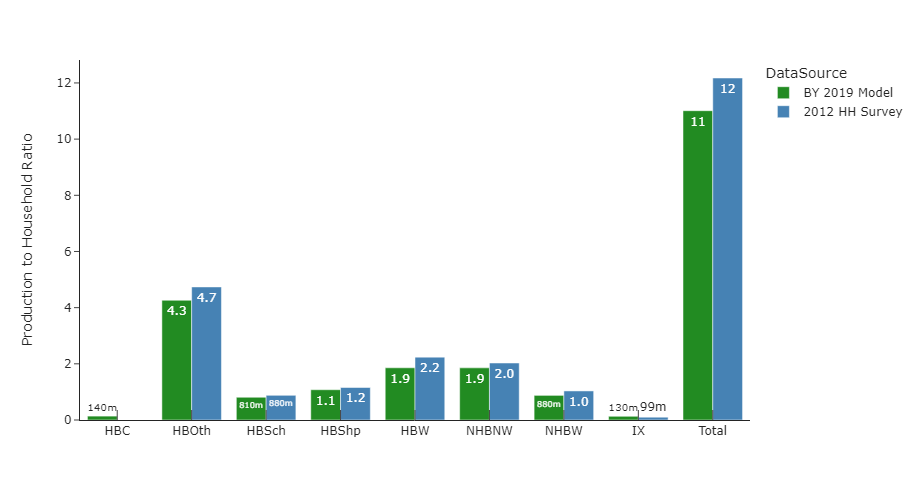 DataSource
BY 2019 Model
2012 HH Survey
Production to Household Ratio
12
10
8
6
4
2
0
140m
4.3
4.7
810m
880m
1.1
1.2
1.9
2.2
1.9
2.0
880m
1.0
130m
99m
11
12
HBC
HBOth
HBSch
HBShp
HBW
NHBNW
NHBW
IX
Total